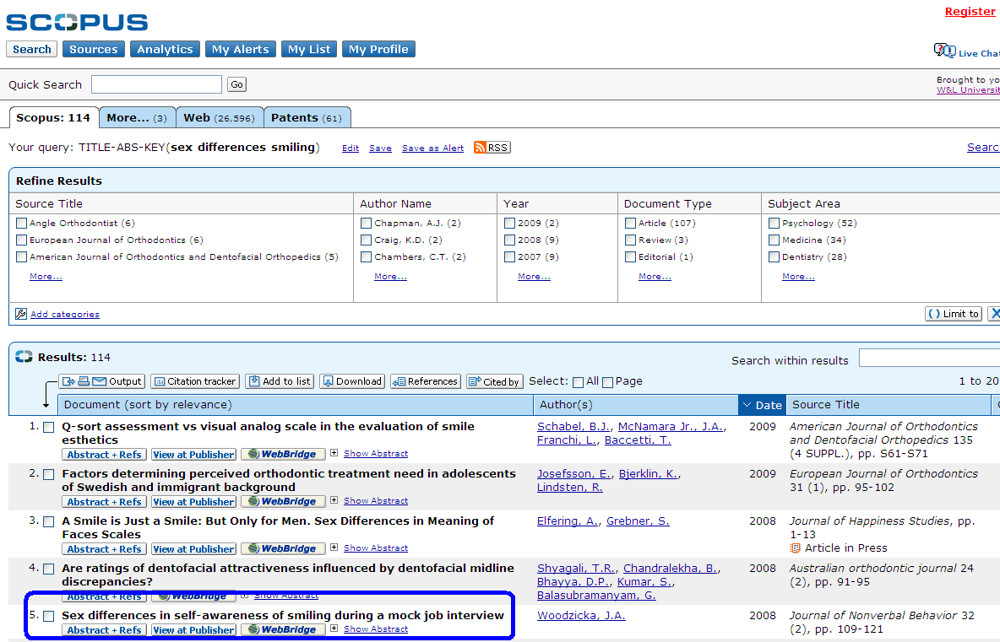 SCOPUS
Register
Search Sources Analytics My Alerts My List My Profile
Live Chat
Quick Search Go
Brought to yo
W&L Universit
Scopus: 114 More... (3) Web (26,596) Patents (61)
Your query: TITLE-ABS-KEY(sex differences smiling) Edit Save Save as Alert RSS Searc
Refine Results
Source Title Author Name Year Document Type Subject Area
Angle Orthodontist (6) Chapman, A.J. (2) 2009 (2) Article (107) Psychology (52)
European Journal of Orthodontics (6) Craig, K.D. (2) 2008 (9) Review (3) Medicine (34)
American Journal of Orthodontics and Dentofacial Orthopedics (5) Chambers, C.T. (2) 2007 (9) Editorial (1) Dentistry (28)
More... More... More... More... More...
Add categories Limit to
Results: 114
Search within results
Output Citation tracker Add to list Download References Cited by Select: All Page 1 to 20
Document (sort by relevance) Author(s) Date Source Title
1. Q-sort assessment vs visual analog scale in the evaluation of smile Schabel, B.J., McNamara Jr., J.A., 2009 American Journal of Orthodontics
esthetics Franchi, L., Baccetti, T. and Dentofacial Orthopedics 135
Abstract + Refs View at Publisher WebBridge Show Abstract (4 SUPPL.), pp. S61-S71
2. Factors determining perceived orthodontic treatment need in adolescents Josefsson, E., Bjerklin, K., 2009 European Journal of Orthodontics
of Swedish and immigrant background Lindsten, R. 31 (1), pp. 95-102
Abstract + Refs View at Publisher WebBridge Show Abstract
3. A Smile is Just a Smile: But Only for Men. Sex Differences in Meaning of Elfering, A., Grebner, S. 2008 Journal of Happiness Studies, pp.
Faces Scales 1-13
Abstract + Refs View at Publisher WebBridge Show Abstract Article in Press
4. Are ratings of dentofacial attractiveness influenced by dentofacial midline Shyagali, T.R., Chandralekha, B., 2008 Australian orthodontic journal 24
discrepancies? Bhayya, D.P., Kumar, S., (2), pp. 91-95
Abstract + Refs WebBridge Show Abstract Balasubramanyam, G.
5. Sex differences in self-awareness of smiling during a mock job interview Woodzicka, J.A. 2008 Journal of Nonverbal Behavior 32
Abstract + Refs View at Publisher WebBridge Show Abstract (2), pp. 109-121